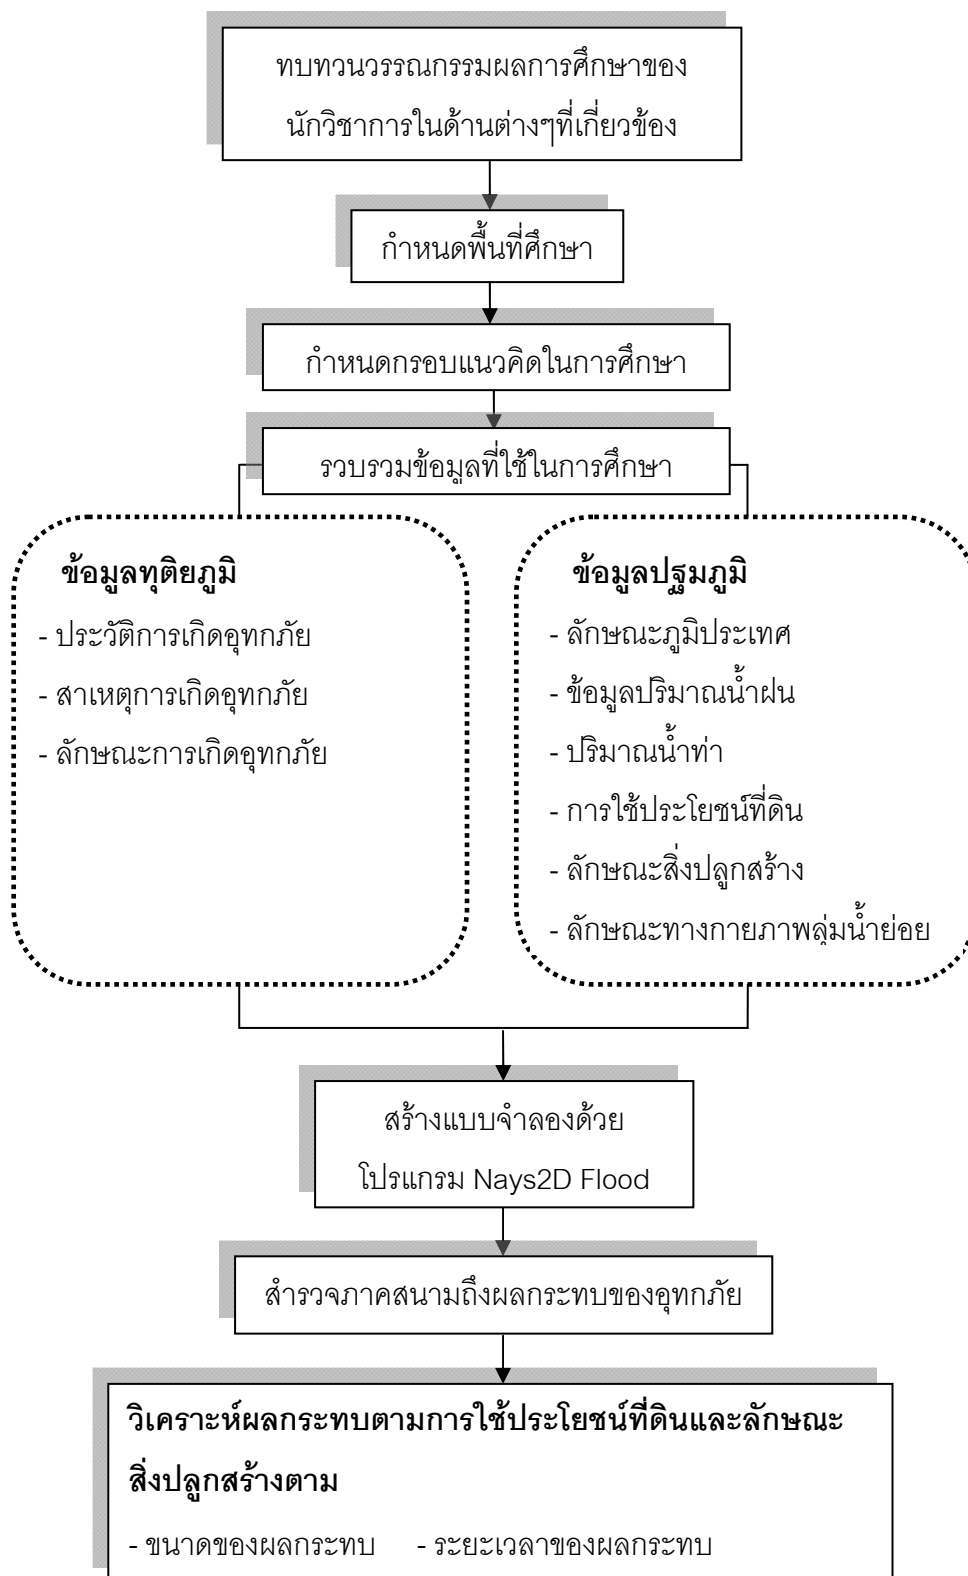 ทบทวนวรรณกรรมผลการศึกษาของ
นักวิชาการในด้านต่างๆที่เกี่ยวข้อง
กำหนดพื้นที่ศึกษา
กำหนดกรอบแนวคิดในการศึกษา
รวบรวมข้อมูลที่ใช้ในการศึกษา
ข้อมูลทุติยภูมิ
- ประวัติการเกิดอุทกภัย
- สาเหตุการเกิดอุทกภัย
- ลักษณะการเกิดอุทกภัย
ข้อมูลปฐมภูมิ
- ลักษณะภูมิประเทศ
- ข้อมูลปริมาณน้ำฝน
- ปริมาณน้ำท่า
- การใช้ประโยชน์ที่ดิน
- ลักษณะสิ่งปลูกสร้าง
- ลักษณะทางกายภาพลุ่มน้ำย่อย
สร้างแบบจำลองด้วย
โปรแกรม Nays2D Flood
สำรวจภาคสนามถึงผลกระทบของอุทกภัย
วิเคราะห์ผลกระทบตามการใช้ประโยชน์ที่ดินและลักษณะ
สิ่งปลูกสร้างตาม
- ขนาดของผลกระทบ - ระยะเวลาของผลกระทบ